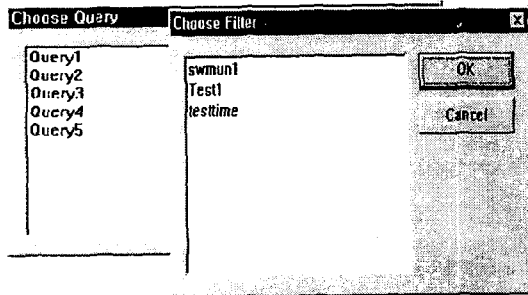 Choose Query
Query1
Query2
Query3
Query4
Query5
Choose Filter
swmun1
Test1
testtime
OK
Cancel